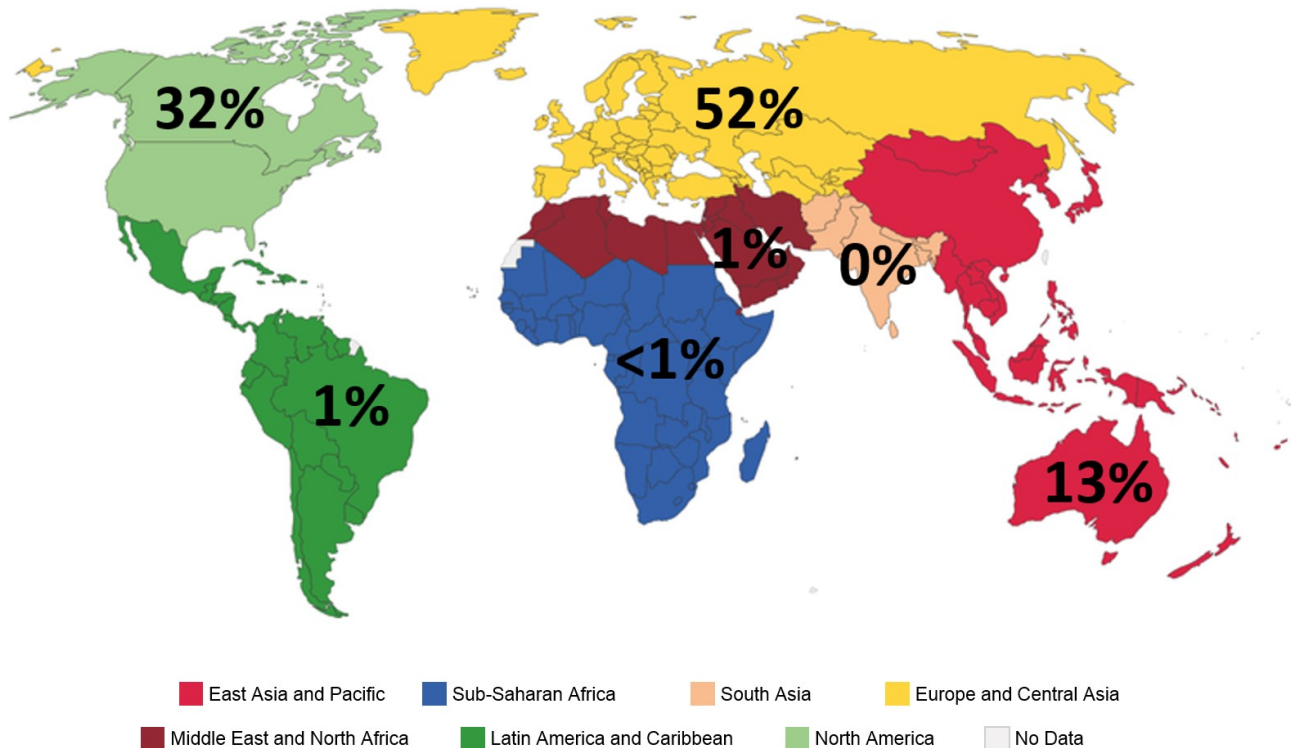 32%
52%
1%
0%
<1%
1%
13%
East Asia and Pacific
Sub-Saharan Africa
South Asia
Europe and Central Asia
Middle East and North Africa
Latin America and Caribbean
North America
No Data